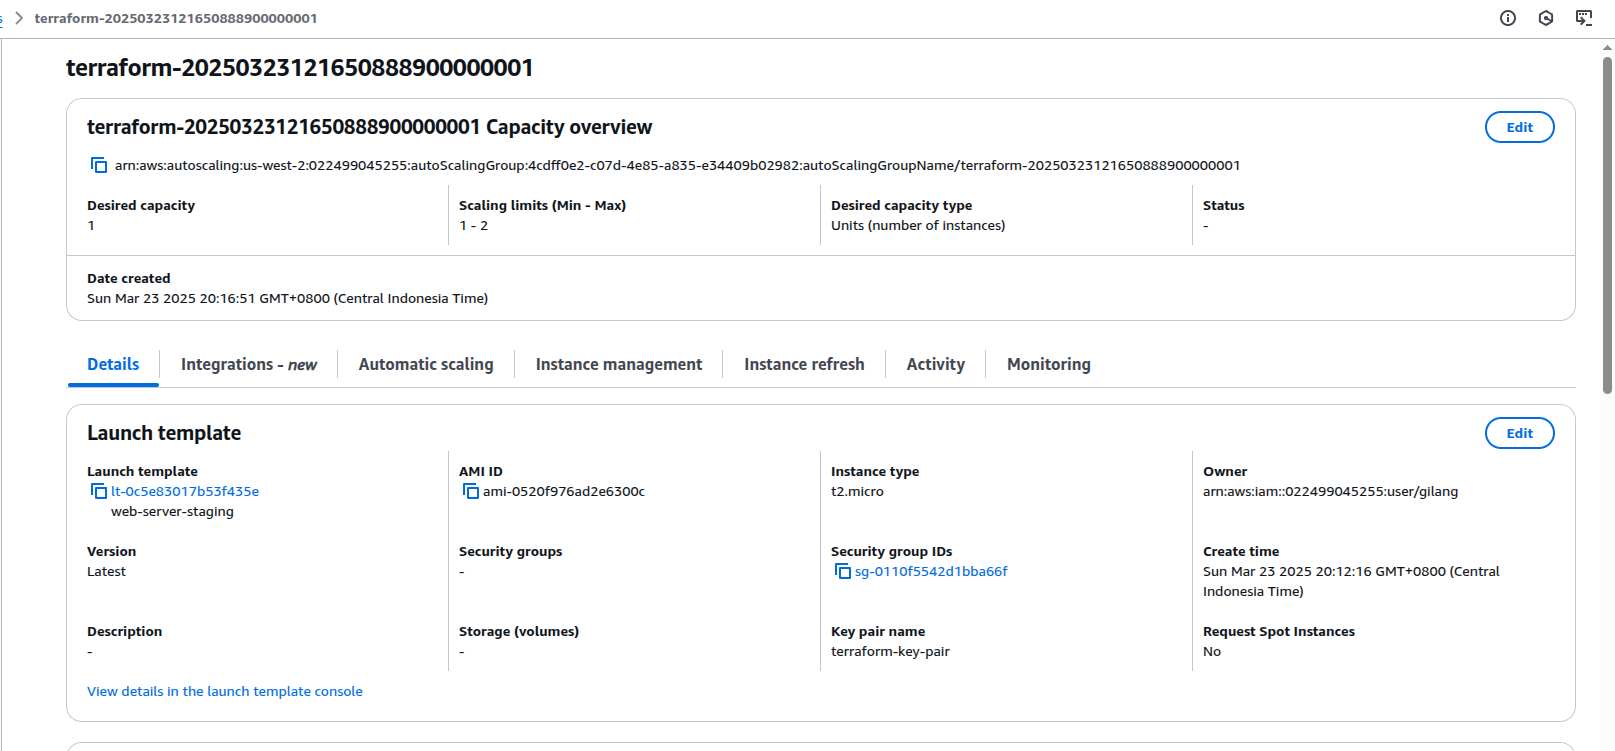 terraform-20250323121650888900000001
terraform-20250323121650888900000001
terraform-20250323121650888900000001 Capacity overview
Edit
arn:aws:autoscaling:us-west-2:022499045255:autoScalingGroup:4cdff0e2-c07d-4e85-a835-e34409b02982:autoScalingGroupName/terraform-20250323121650888900000001
Desired capacity
1
Scaling limits (Min - Max)
1 - 2
Desired capacity type
Units (number of instances)
Status
-
Date created
Sun Mar 23 2025 20:16:51 GMT+0800 (Central Indonesia Time)
Details
Integrations - new
Automatic scaling
Instance management
Instance refresh
Activity
Monitoring
Launch template
Edit
Launch template
lt-0c5e83017b53f435e
web-server-staging
AMI ID
ami-0520f976ad2e6300c
Instance type
t2.micro
Owner
arn:aws:iam::022499045255:user/gilang
Version
Latest
Security groups
-
Security group IDs
sg-0110f5542d1bba66f
Create time
Sun Mar 23 2025 20:12:16 GMT+0800 (Central
Indonesia Time)
Description
-
Storage (volumes)
-
Key pair name
terraform-key-pair
Request Spot Instances
No
View details in the launch template console